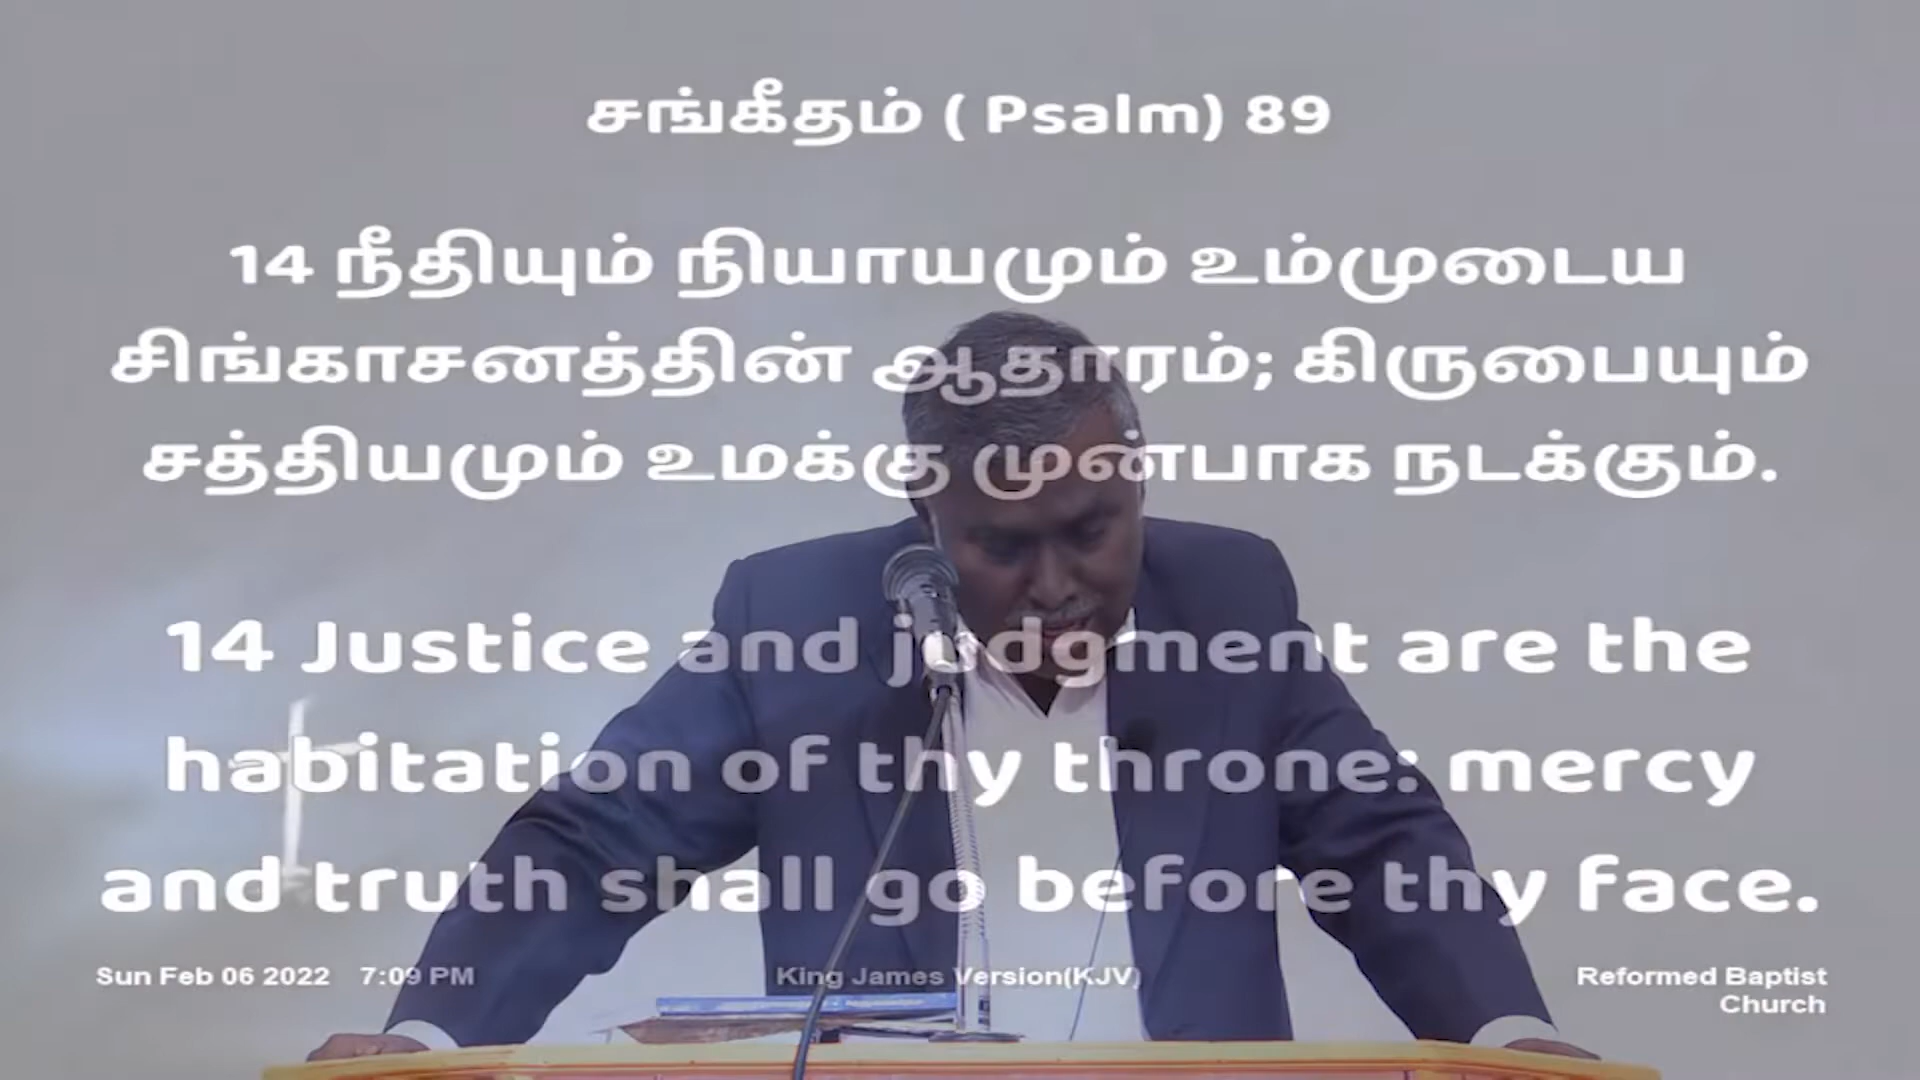 சங்கீதம் ( Psalm) 89
14 நீதியும் நியாயமும் உம்முடைய
சிங்காசனத்தின் ஆதாரம்; கிருபையும்
சத்தியமும் உமக்கு முன்பாக நடக்கும்.
14 Justice and judgment are the
habitation of thy throne: mercy
and truth shall go before thy face.
Sun Feb 06 2022 7:09 PM
King James Version(KJV)
Reformed Baptist
Church